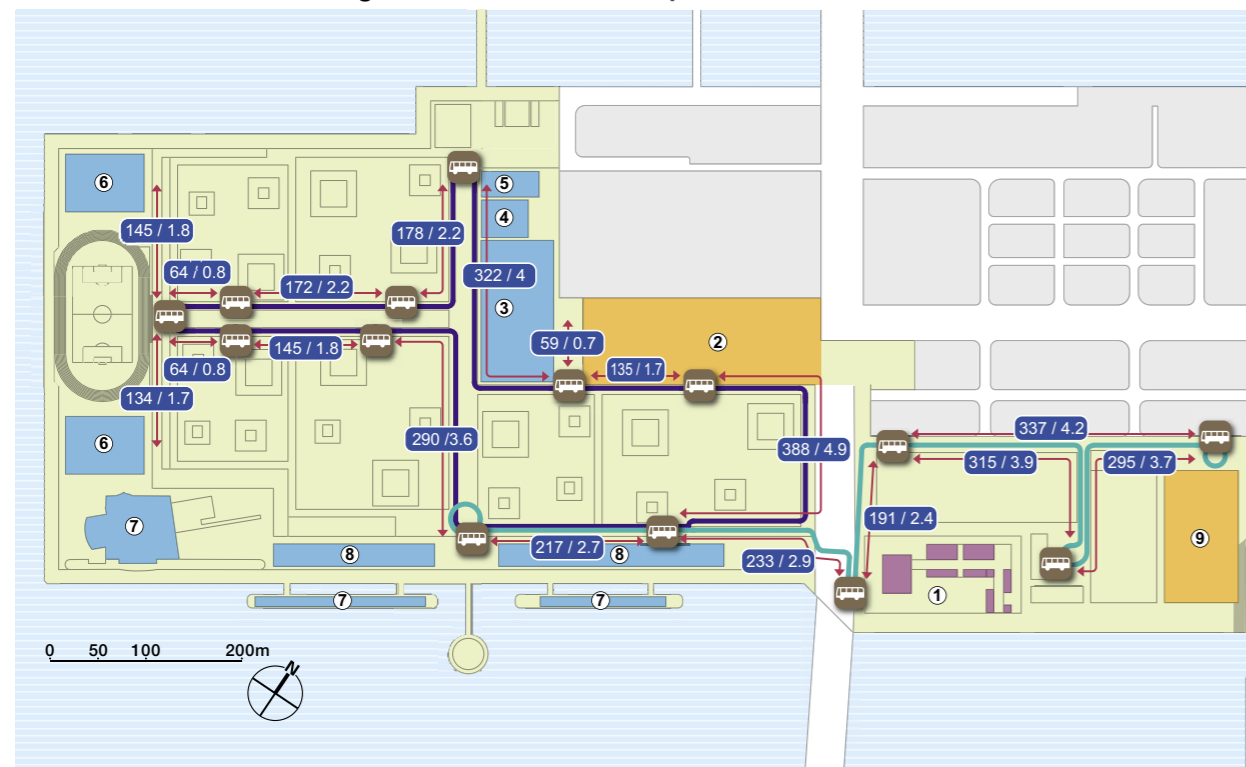 ⑥
⑤
145 / 1.8
④
178 / 2.2
64 / 0.8
322 / 4
172 / 2.2
③
②
59 / 0.7
145 / 1.8
64 / 0.8
135 / 1.7
134 / 1.7
337 / 4.2
⑥
290 /3.6
388 / 4.9
315 / 3.9
295 / 3.7
191 / 2.4
⑦
⑨
217 / 2.7
⑧
⑧
233 / 2.9
⑦
⑦
①
0 50 100 200m
N